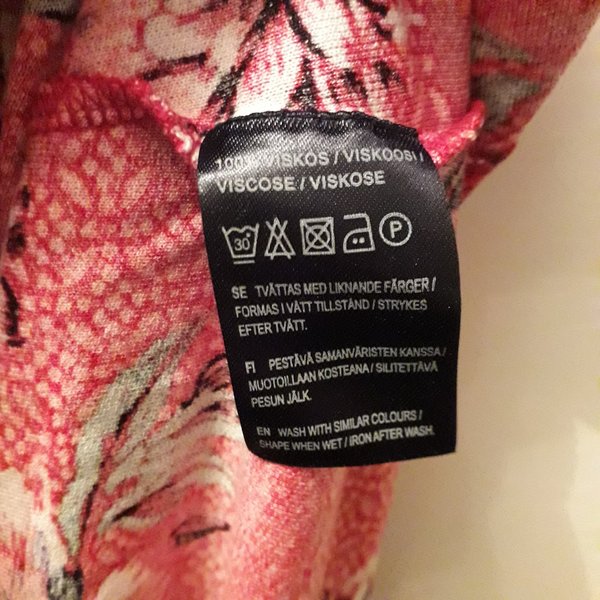 100% VISKOS / VISKOOSI /
VISCOSE / VISKOSE
30° P
SE TVÄTTAS MED LIKNANDE FÄRGER /
FORMAS I VÅTT TILLSTÅND / STRYKES
EFTER TVÄTT.
FI PESTÄVÄ SAMANVÄRISTEN KANSSA /
MUOTOILLAAN KOSTEANA / SILITETTÄVÄ
PESUN JÄLK.
EN WASH WITH SIMILAR COLOURS /
SHAPE WHEN WET / IRON AFTER WASH.